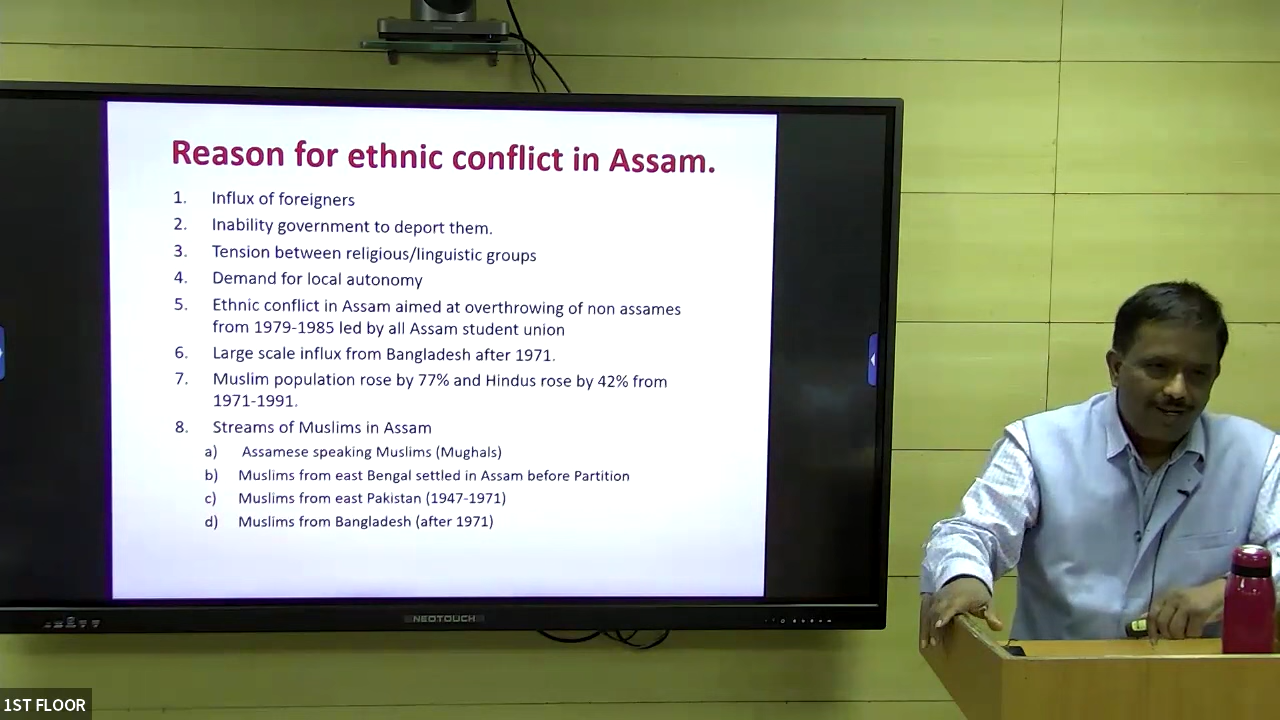 Reason for ethnic conflict in Assam.
1. Influx of foreigners
2. Inability government to deport them.
3. Tension between religious/linguistic groups
4. Demand for local autonomy
5. Ethnic conflict in Assam aimed at overthrowing of non assames
from 1979-1985 led by all Assam student union
6. Large scale influx from Bangladesh after 1971.
7. Muslim population rose by 77% and Hindus rose by 42% from
1971-1991.
8. Streams of Muslims in Assam
a) Assamese speaking Muslims (Mughals)
b) Muslims from east Bengal settled in Assam before Partition
c) Muslims from east Pakistan (1947-1971)
d) Muslims from Bangladesh (after 1971)
NEOTOUCH
1ST FLOOR